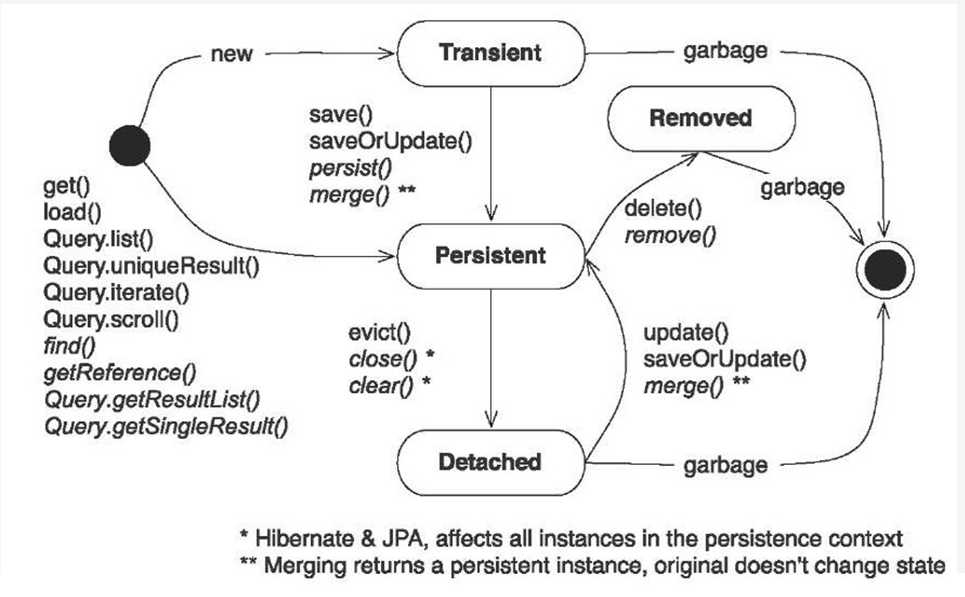 new
Transient
garbage
save()
saveOrUpdate()
persist()
merge() **
Removed
garbage
get()
load()
Query.list()
Query.uniqueResult()
Query.iterate()
Query.scroll()
find()
getReference()
Query.getResultList()
Query.getSingleResult()
Persistent
delete()
remove()
evict()
close() *
clear() *
update()
saveOrUpdate()
merge() **
Detached
garbage
* Hibernate & JPA, affects all instances in the persistence context
** Merging returns a persistent instance, original doesn't change state